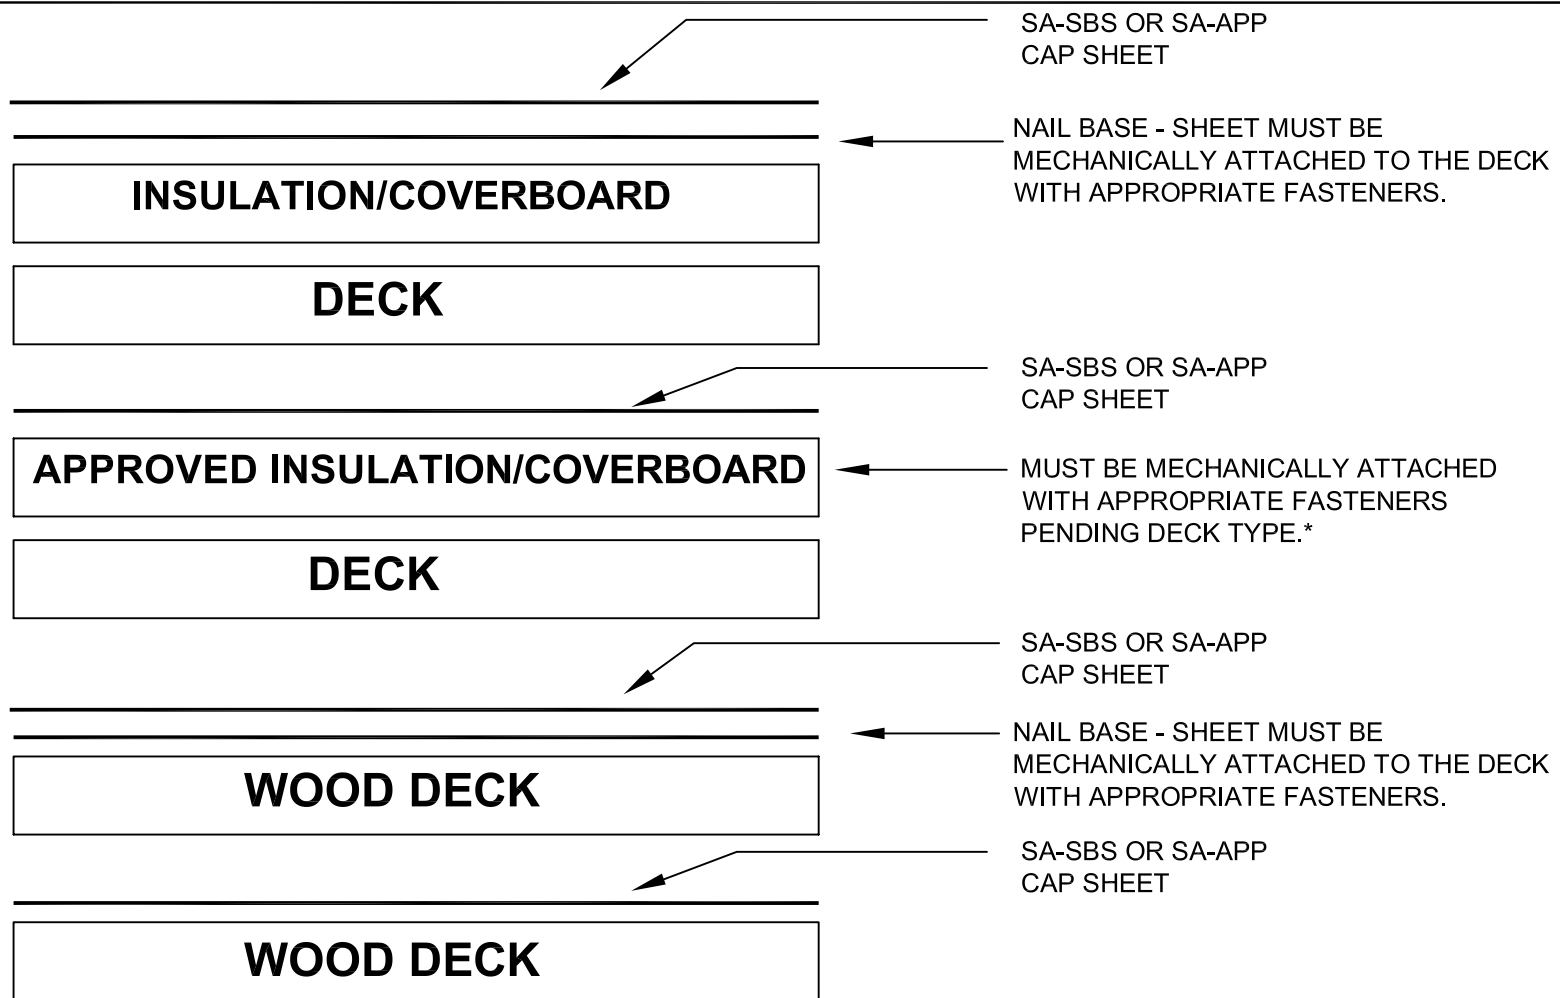 SA-SBS OR SA-APP
CAP SHEET
NAIL BASE - SHEET MUST BE
MECHANICALLY ATTACHED TO THE DECK
WITH APPROPRIATE FASTENERS.
INSULATION/COVERBOARD
DECK
SA-SBS OR SA-APP
CAP SHEET
APPROVED INSULATION/COVERBOARD
MUST BE MECHANICALLY ATTACHED
WITH APPROPRIATE FASTENERS
PENDING DECK TYPE.*
DECK
SA-SBS OR SA-APP
CAP SHEET
NAIL BASE - SHEET MUST BE
MECHANICALLY ATTACHED TO THE DECK
WITH APPROPRIATE FASTENERS.
WOOD DECK
SA-SBS OR SA-APP
CAP SHEET
WOOD DECK